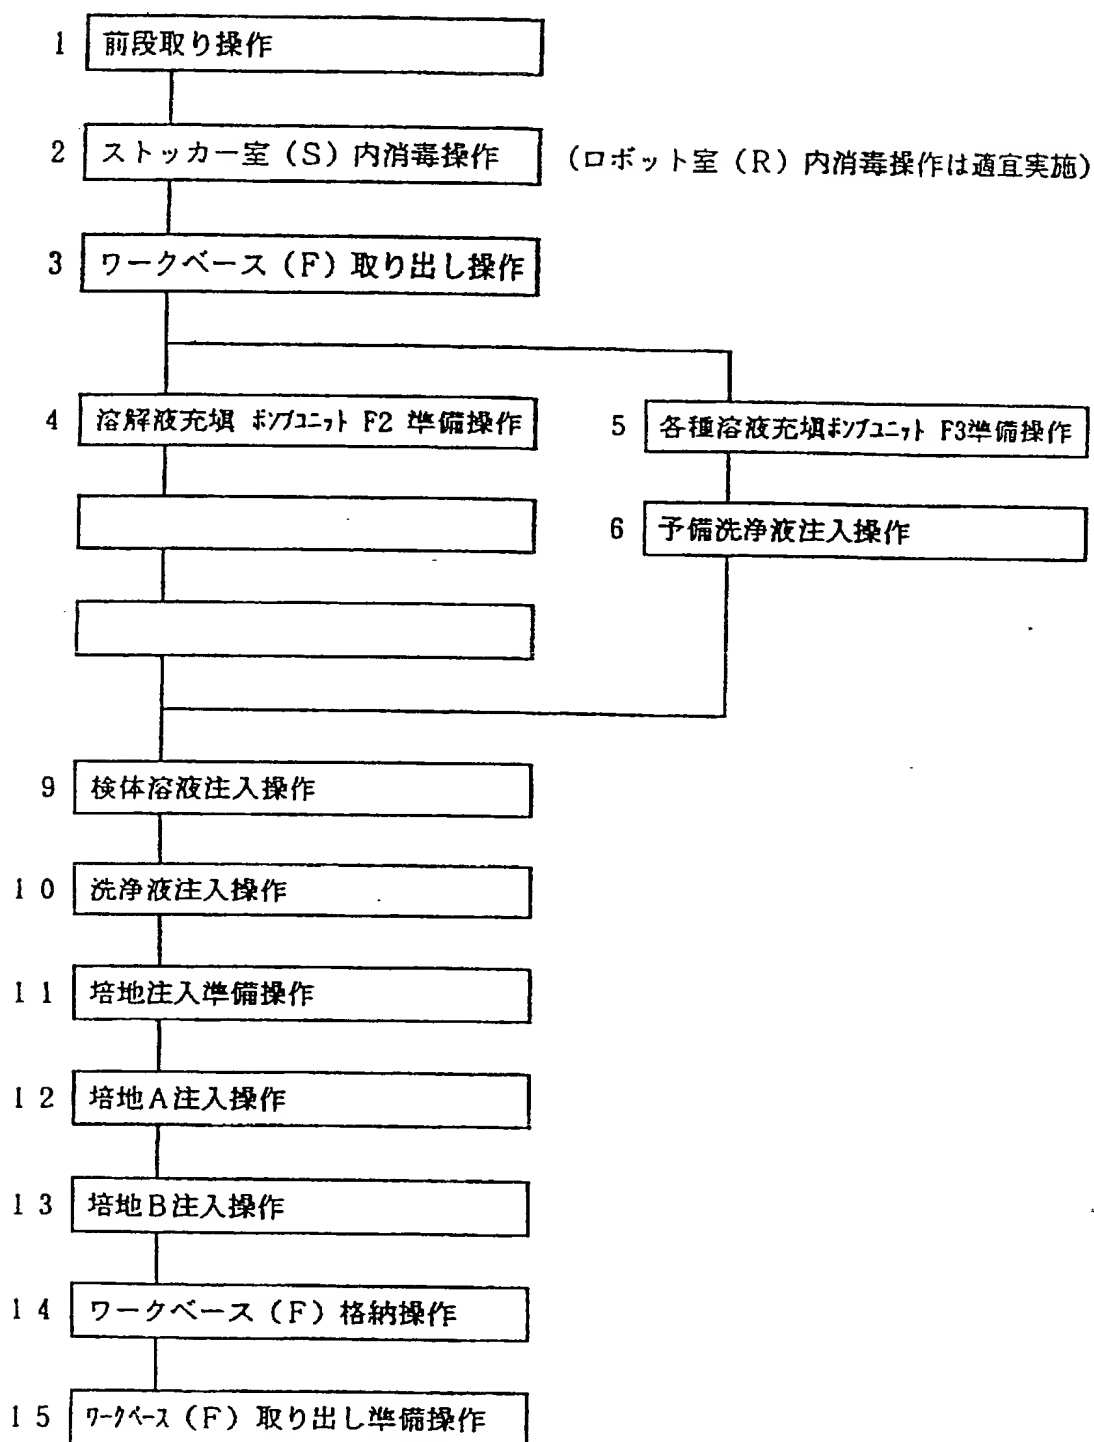 1 前段取り操作
2 ストッカー室(S)内消毒操作 (ロボット室(R)内消毒操作は適宜実施)
3 ワークベース(F)取り出し操作
4 溶解液充填 ポンプユニット F2 準備操作
5 各種溶液充填ポンプユニット F3準備操作
6 予備洗浄液注入操作
9 検体溶液注入操作
10 洗浄液注入操作
11 培地注入準備操作
12 培地A注入操作
13 培地B注入操作
14 ワークベース(F)格納操作
15 ワークベース(F)取り出し準備操作